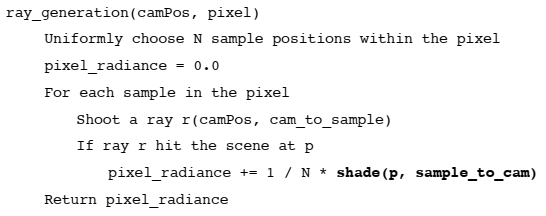 ray_generation(camPos, pixel)
Uniformly choose N sample positions within the pixel
pixel_radiance = 0.0
For each sample in the pixel
Shoot a ray r(camPos, cam_to_sample)
If ray r hit the scene at p
pixel_radiance += 1 / N * shade(p, sample_to_cam)
Return pixel_radiance